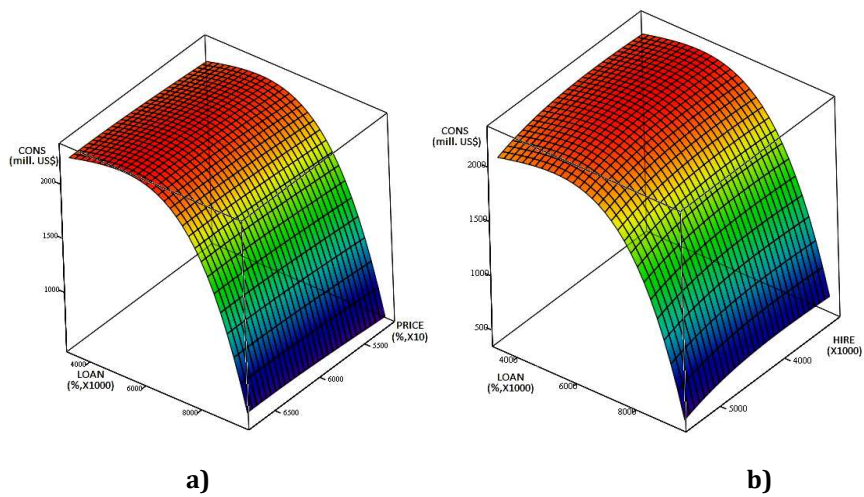 CONS
(mill. US$)
2000
1500
1000
4000
LOAN
(%,X1000)
6000
8000
6500
6000
5500
PRICE
(%,X10)
a)
CONS
(mill. US$)
2000
1500
1000
500
4000
LOAN
(%,X1000)
6000
8000
5000
4000
HIRE
(X1000)
b)